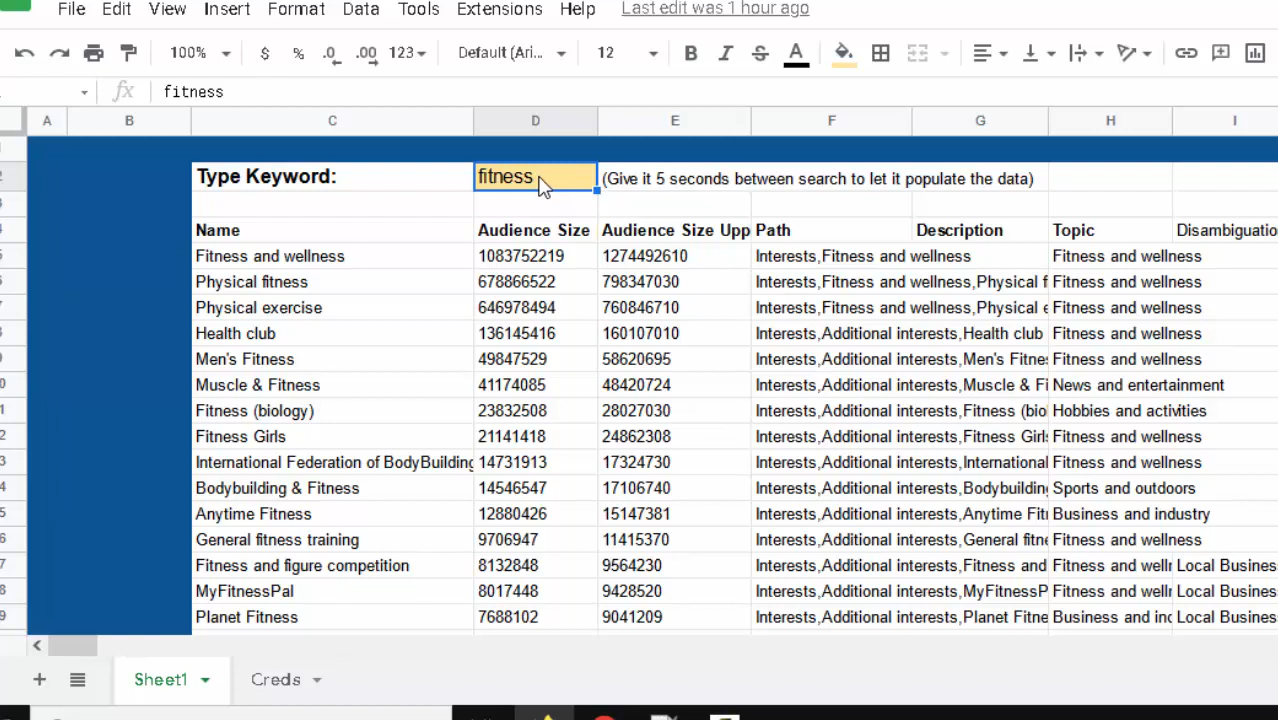 File Edit View Insert Format Data Tools Extensions Help Last edit was 1 hour ago
100% $ % .0 .00 123 Default (Ari... 12 B I S A
fx fitness
A B C D E F G H I
Type Keyword: fitness (Give it 5 seconds between search to let it populate the data)
Name Audience Size Audience Size Upp Path Description Topic Disambiguatio
Fitness and wellness 1083752219 1274492610 Interests,Fitness and wellness Fitness and wellness
Physical fitness 678866522 798347030 Interests,Fitness and wellness,Physical f Fitness and wellness
Physical exercise 646978494 760846710 Interests,Fitness and wellness,Physical e Fitness and wellness
Health club 136145416 160107010 Interests,Additional interests,Health club Fitness and wellness
Men's Fitness 49847529 58620695 Interests,Additional interests,Men's Fitne Fitness and wellness
Muscle & Fitness 41174085 48420724 Interests,Additional interests,Muscle & Fi News and entertainment
Fitness (biology) 23832508 28027030 Interests,Additional interests,Fitness (bio Hobbies and activities
Fitness Girls 21141418 24862308 Interests,Additional interests,Fitness Girl Fitness and wellness
International Federation of BodyBuilding 14731913 17324730 Interests,Additional interests,International Fitness and wellness
Bodybuilding & Fitness 14546547 17106740 Interests,Additional interests,Bodybuilding Sports and outdoors
Anytime Fitness 12880426 15147381 Interests,Additional interests,Anytime Fitn Business and industry
General fitness training 9706947 11415370 Interests,Additional interests,General fitne Fitness and wellness
Fitness and figure competition 8132848 9564230 Interests,Additional interests,Fitness and Fitness and welln Local Business
MyFitnessPal 8017448 9428520 Interests,Additional interests,MyFitnessP Fitness and welln Local Business
Planet Fitness 7688102 9041209 Interests,Additional interests,Planet Fitne Business and inc Local Business
+ Sheet1 Creds